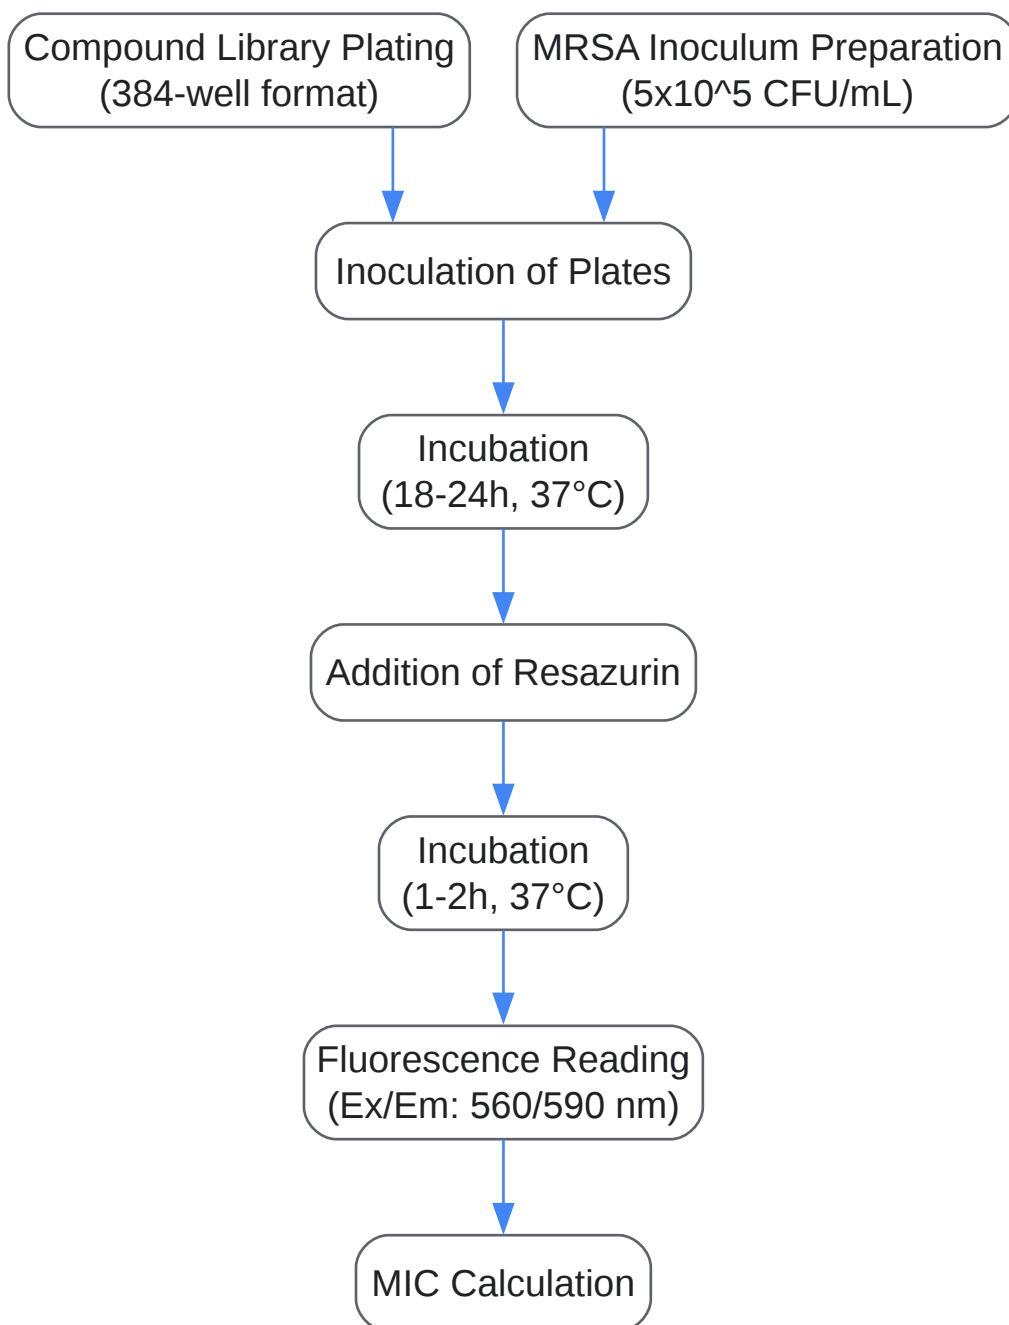 Compound Library Plating
(384-well format)
MRSA Inoculum Preparation
(5x10^5 CFU/mL)
Inoculation of Plates
Incubation
(18-24h, 37°C)
Addition of Resazurin
Incubation
(1-2h, 37°C)
Fluorescence Reading
(Ex/Em: 560/590 nm)
MIC Calculation